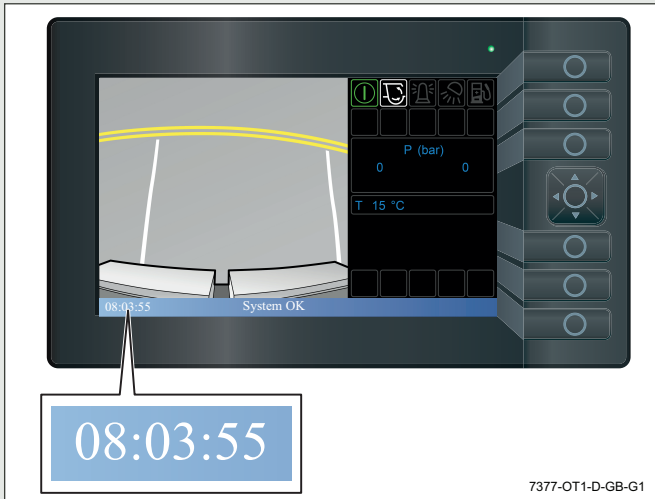 P (bar)
0 0
T 15 °C
08:03:55 System OK
08:03:55
7377-OT1-D-GB-G1